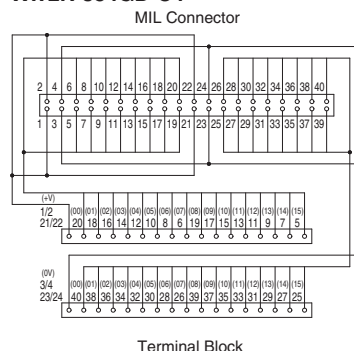 MIL Connector
2 4 6 8 10 12 14 16 18 20 22 24 26 28 30 32 34 36 38 40
1 3 5 7 9 11 13 15 17 19 21 23 25 27 29 31 33 35 37 39
(+V)
(00) (01) (02) (03) (04) (05) (06) (07) (08) (09) (10) (11) (12) (13) (14) (15)
1/2
21/22 20 18 16 14 12 10 8 6 19 17 15 13 11 9 7 5
(0V)
3/4 (00) (01) (02) (03) (04) (05) (06) (07) (08) (09) (10) (11) (12) (13) (14) (15)
23/24 40 38 36 34 32 30 28 26 39 37 35 33 31 29 27 25
Terminal Block